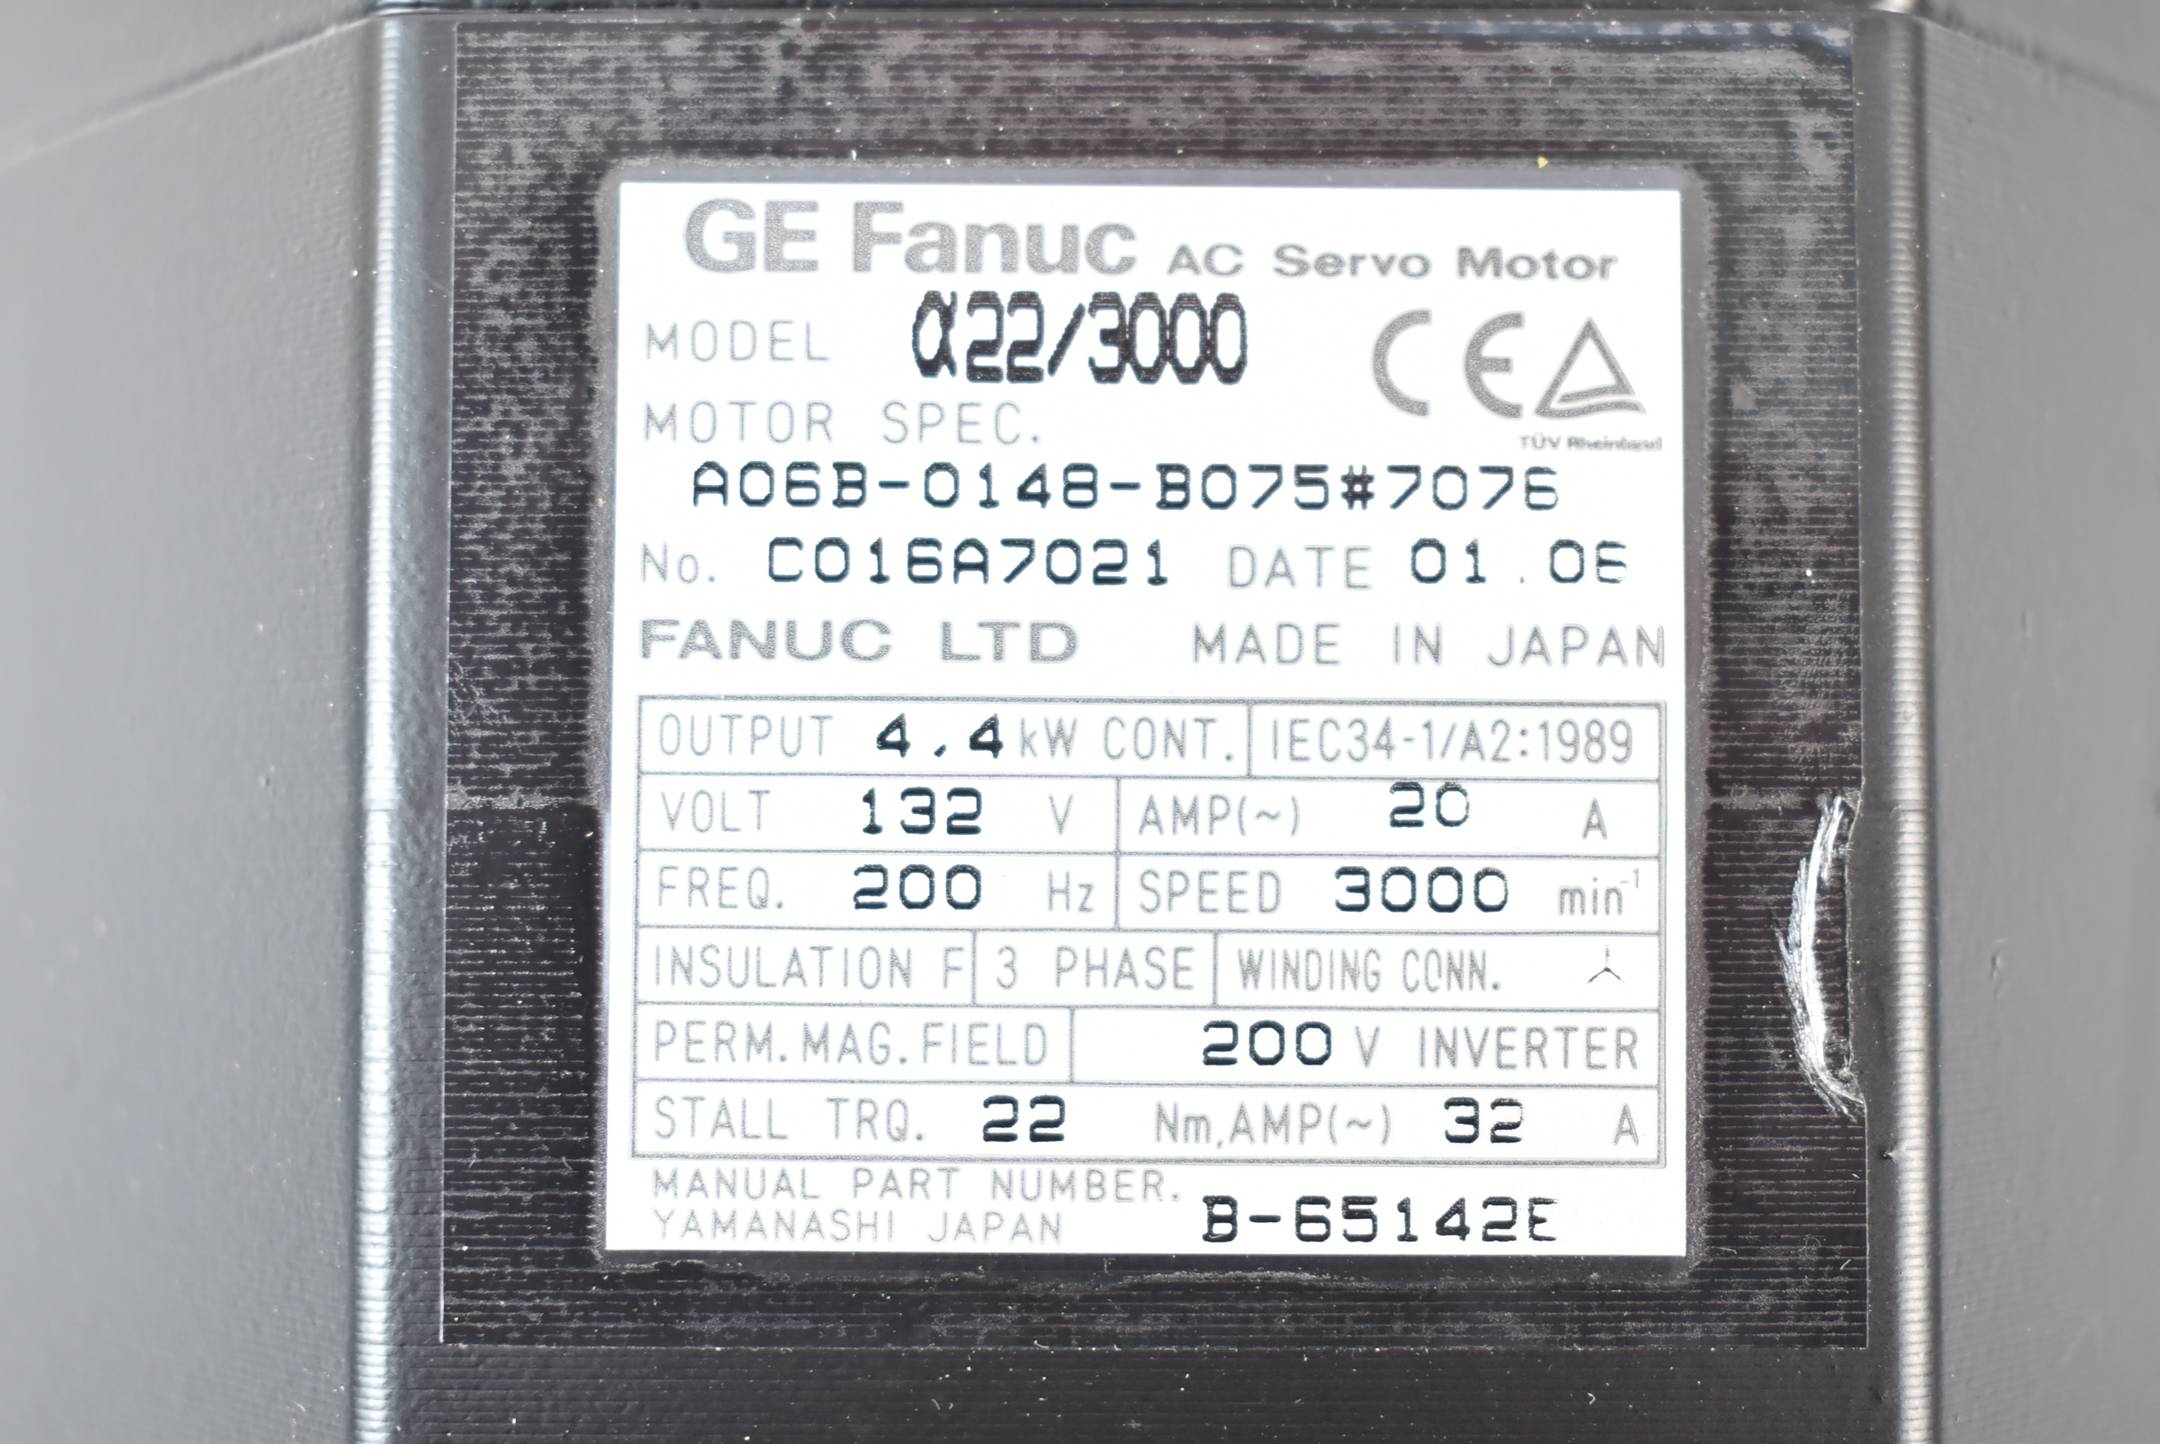 GE Fanuc AC Servo Motor
MODEL α22/3000
CE
TÜV Rheinland
MOTOR SPEC.
A06B-0148-B075#7076
No. C016A7021 DATE 01.06
FANUC LTD MADE IN JAPAN
OUTPUT 4.4 kW CONT. IEC34-1/A2:1989
VOLT 132 V AMP(~) 20 A
FREQ. 200 Hz SPEED 3000 min⁻¹
INSULATION F 3 PHASE WINDING CONN.
PERM.MAG.FIELD 200 V INVERTER
STALL TRQ. 22 Nm,AMP(~) 32 A
MANUAL PART NUMBER. B-65142E
YAMANASHI JAPAN